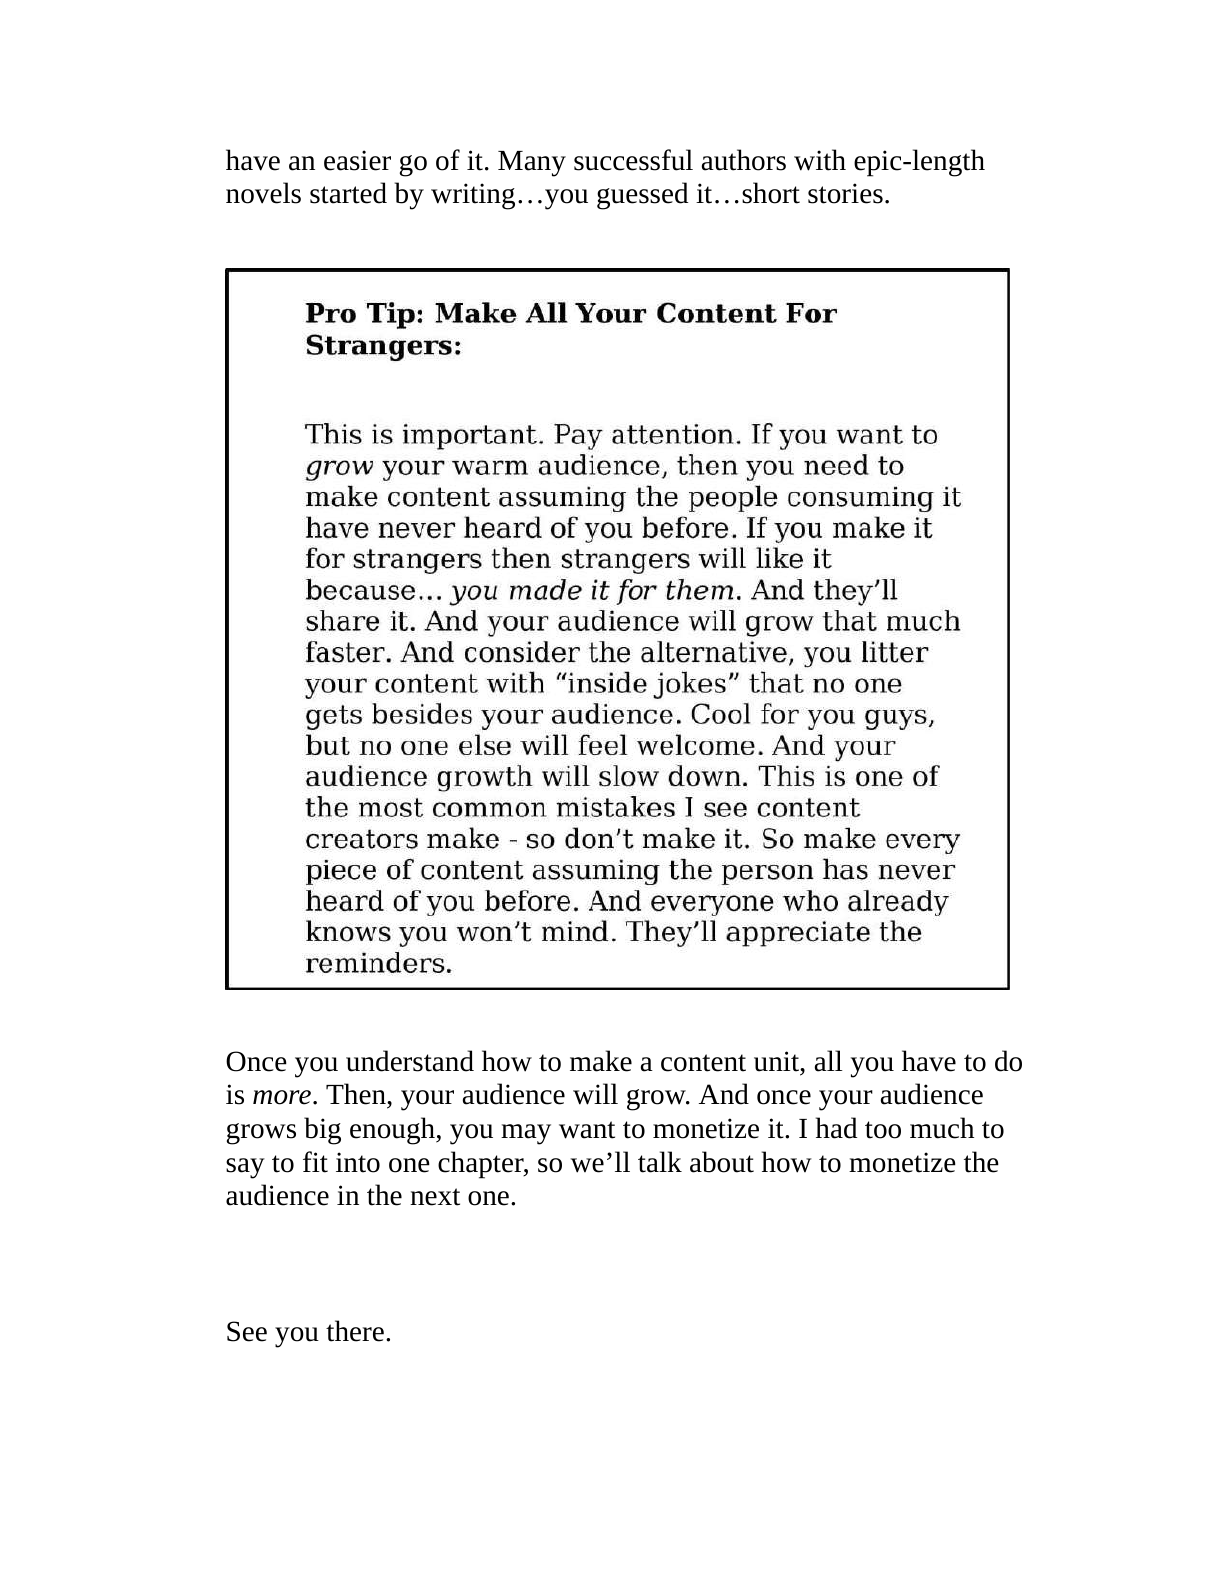 have an easier go of it. Many successful authors with epic-length
novels started by writing…you guessed it…short stories.
Pro Tip: Make All Your Content For
Strangers:
This is important. Pay attention. If you want to
grow your warm audience, then you need to
make content assuming the people consuming it
have never heard of you before. If you make it
for strangers then strangers will like it
because… you made it for them. And they’ll
share it. And your audience will grow that much
faster. And consider the alternative, you litter
your content with “inside jokes” that no one
gets besides your audience. Cool for you guys,
but no one else will feel welcome. And your
audience growth will slow down. This is one of
the most common mistakes I see content
creators make - so don’t make it. So make every
piece of content assuming the person has never
heard of you before. And everyone who already
knows you won’t mind. They’ll appreciate the
reminders.
Once you understand how to make a content unit, all you have to do
is more. Then, your audience will grow. And once your audience
grows big enough, you may want to monetize it. I had too much to
say to fit into one chapter, so we’ll talk about how to monetize the
audience in the next one.
See you there.